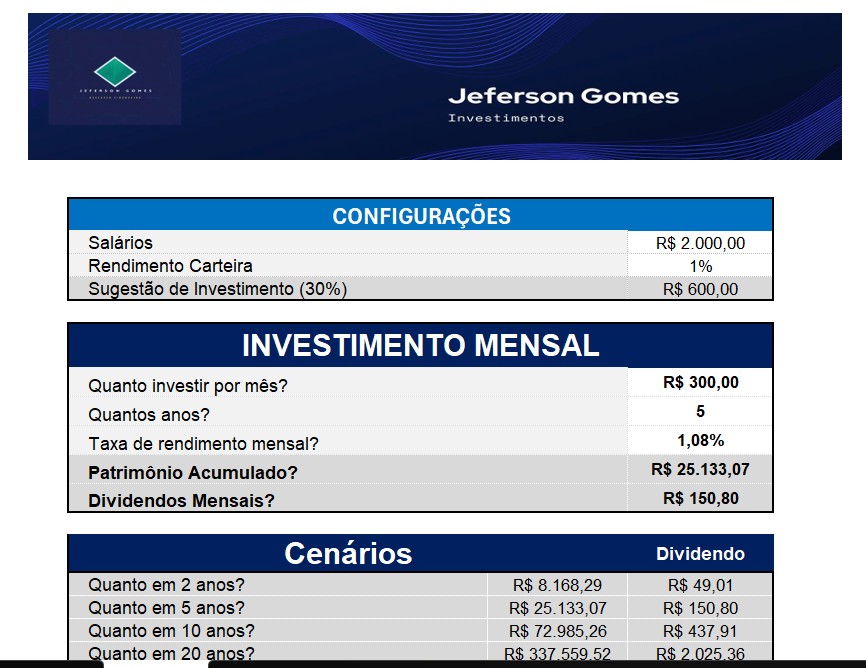 JEFERSON GOMES
Jeferson Gomes
Investimentos
CONFIGURAÇÕES
Salários R$ 2.000,00
Rendimento Carteira 1%
Sugestão de Investimento (30%) R$ 600,00
INVESTIMENTO MENSAL
Quanto investir por mês? R$ 300,00
Quantos anos? 5
Taxa de rendimento mensal? 1,08%
Patrimônio Acumulado? R$ 25.133,07
Dividendos Mensais? R$ 150,80
Cenários Dividendo
Quanto em 2 anos? R$ 8.168,29 R$ 49,01
Quanto em 5 anos? R$ 25.133,07 R$ 150,80
Quanto em 10 anos? R$ 72.985,26 R$ 437,91
Quanto em 20 anos? R$ 337.559,52 R$ 2.025,36